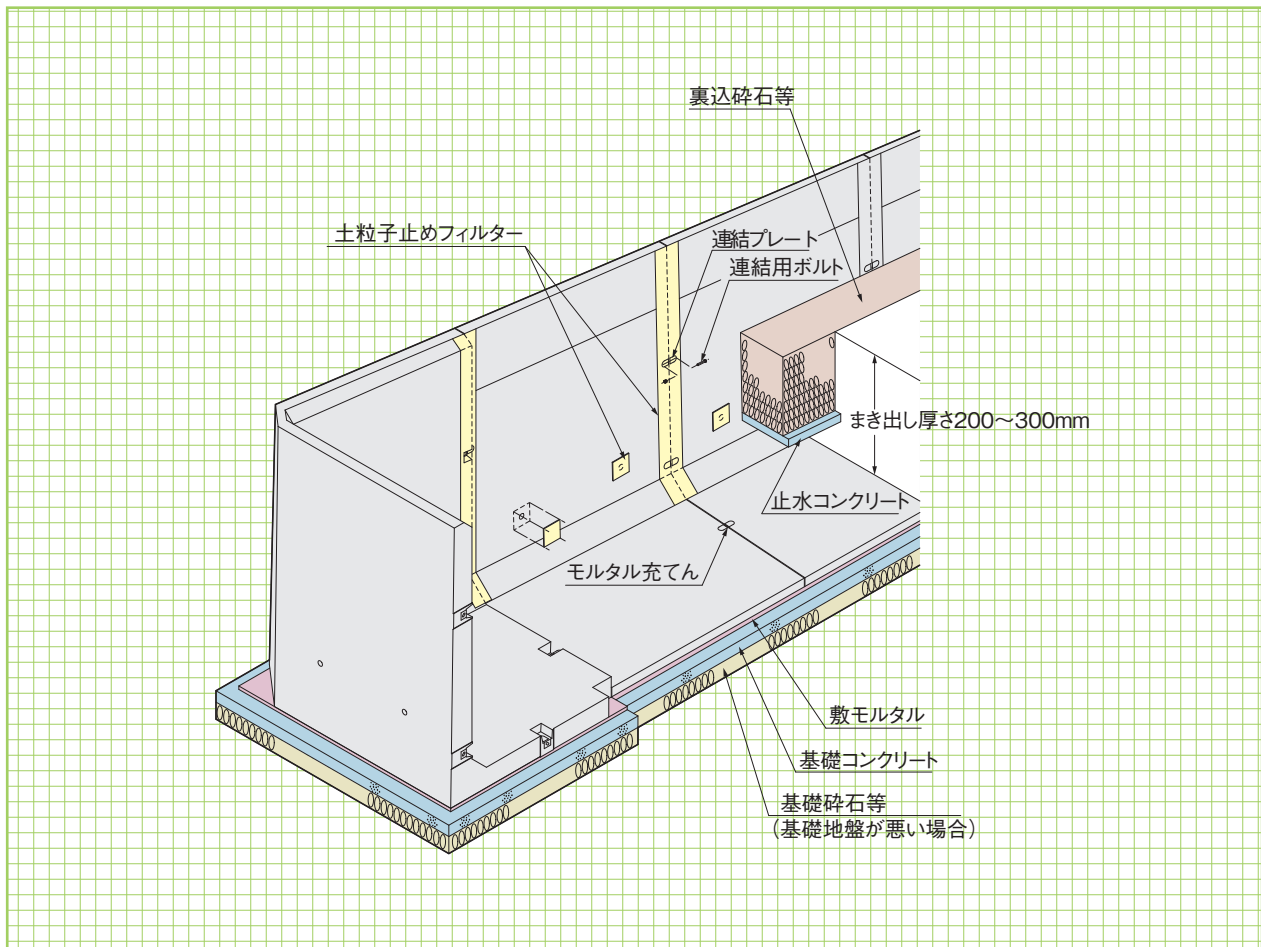 裏込砕石等
土粒子止めフィルター
連結プレート
連結用ボルト
まき出し厚さ200〜300mm
止水コンクリート
モルタル充てん
敷モルタル
基礎コンクリート
基礎砕石等
(基礎地盤が悪い場合)